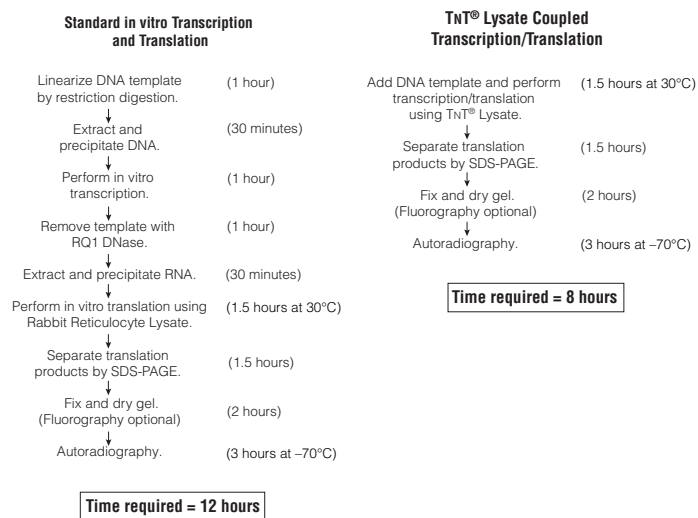 Standard in vitro Transcription
and Translation
Linearize DNA template (1 hour)
by restriction digestion.
Extract and (30 minutes)
precipitate DNA.
Perform in vitro (1 hour)
transcription.
Remove template with (1 hour)
RQ1 DNase.
Extract and precipitate RNA. (30 minutes)
Perform in vitro translation using (1.5 hours at 30°C)
Rabbit Reticulocyte Lysate.
Separate translation (1.5 hours)
products by SDS-PAGE.
Fix and dry gel. (2 hours)
(Fluorography optional)
Autoradiography. (3 hours at –70°C)
Time required = 12 hours
TNT® Lysate Coupled
Transcription/Translation
Add DNA template and perform (1.5 hours at 30°C)
transcription/translation
using TNT® Lysate.
Separate translation (1.5 hours)
products by SDS-PAGE.
Fix and dry gel. (2 hours)
(Fluorography optional)
Autoradiography. (3 hours at –70°C)
Time required = 8 hours